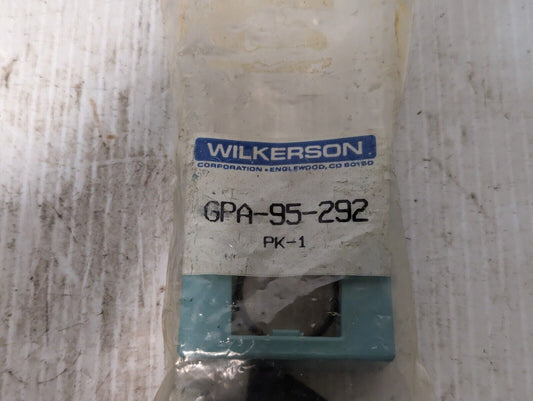 WILKERSON
CORPORATION • ENGLEWOOD, CO 80150
GPA-95-292
PK-1